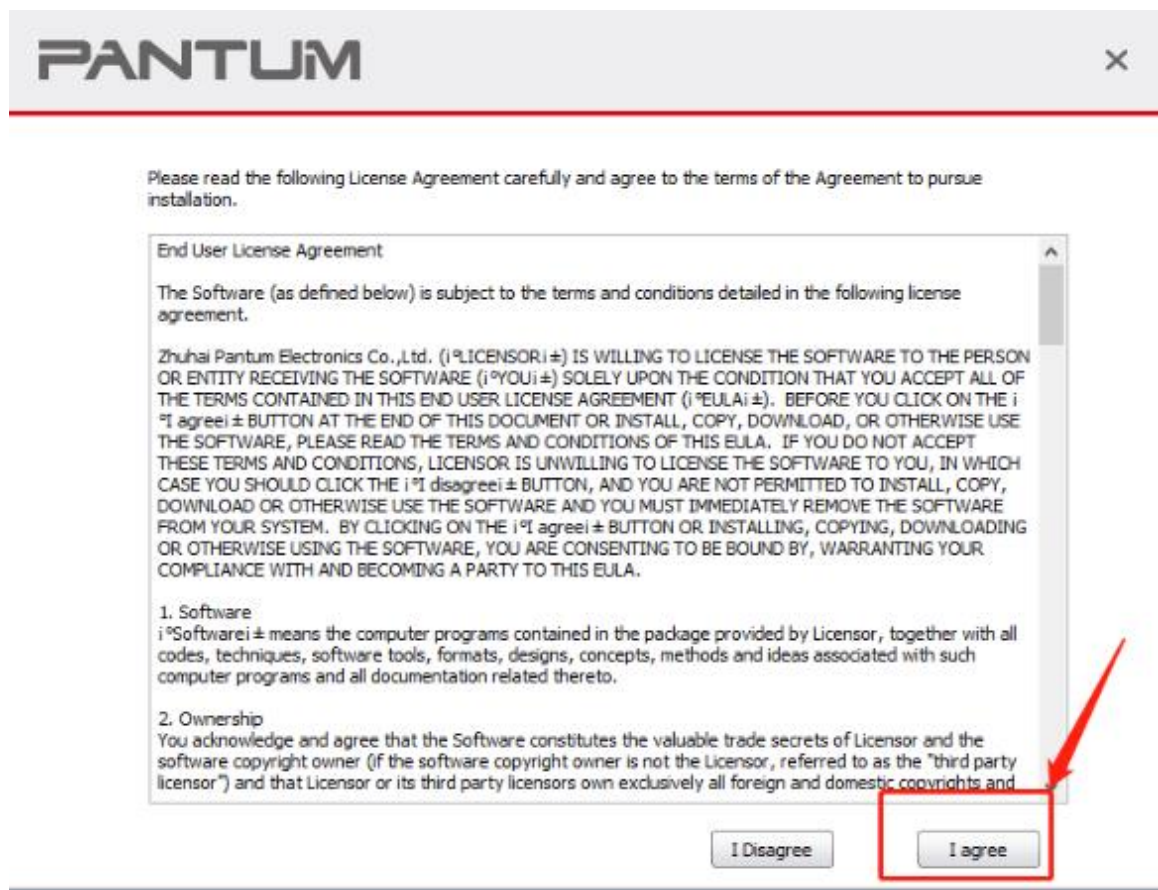 PANTUM
Please read the following License Agreement carefully and agree to the terms of the Agreement to pursue
installation.
End User License Agreement
The Software (as defined below) is subject to the terms and conditions detailed in the following license
agreement.
Zhuhai Pantum Electronics Co.,Ltd. (i°LICENSORi±) IS WILLING TO LICENSE THE SOFTWARE TO THE PERSON
OR ENTITY RECEIVING THE SOFTWARE (i°YOUi±) SOLELY UPON THE CONDITION THAT YOU ACCEPT ALL OF
THE TERMS CONTAINED IN THIS END USER LICENSE AGREEMENT (i°EULAi±).  BEFORE YOU CLICK ON THE i
°I agreei± BUTTON AT THE END OF THIS DOCUMENT OR INSTALL, COPY, DOWNLOAD, OR OTHERWISE USE
THE SOFTWARE, PLEASE READ THE TERMS AND CONDITIONS OF THIS EULA.  IF YOU DO NOT ACCEPT
THESE TERMS AND CONDITIONS, LICENSOR IS UNWILLING TO LICENSE THE SOFTWARE TO YOU, IN WHICH
CASE YOU SHOULD CLICK THE i°I disagreei± BUTTON, AND YOU ARE NOT PERMITTED TO INSTALL, COPY,
DOWNLOAD OR OTHERWISE USE THE SOFTWARE AND YOU MUST IMMEDIATELY REMOVE THE SOFTWARE
FROM YOUR SYSTEM.  BY CLICKING ON THE i°I agreei± BUTTON OR INSTALLING, COPYING, DOWNLOADING
OR OTHERWISE USING THE SOFTWARE, YOU ARE CONSENTING TO BE BOUND BY, WARRANTING YOUR
COMPLIANCE WITH AND BECOMING A PARTY TO THIS EULA.
1. Software
i°Softwarei± means the computer programs contained in the package provided by Licensor, together with all
codes, techniques, software tools, formats, designs, concepts, methods and ideas associated with such
computer programs and all documentation related thereto.
2. Ownership
You acknowledge and agree that the Software constitutes the valuable trade secrets of Licensor and the
software copyright owner (if the software copyright owner is not the Licensor, referred to as the "third party
licensor") and that Licensor or its third party licensors own exclusively all foreign and domestic copyrights and
I Disagree
I agree